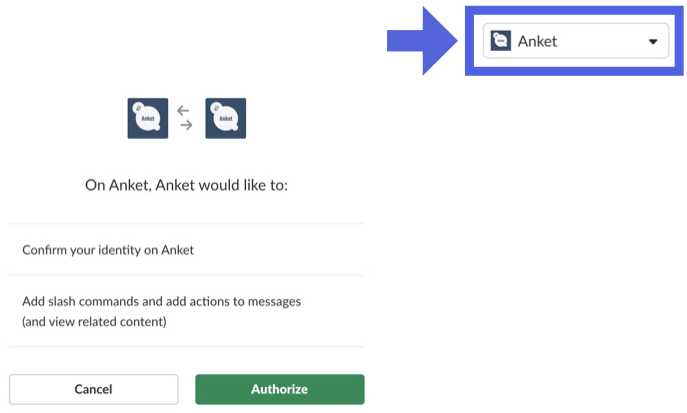 Anket
Anket
Anket
On Anket, Anket would like to:
Confirm your identity on Anket
Add slash commands and add actions to messages
(and view related content)
Cancel
Authorize